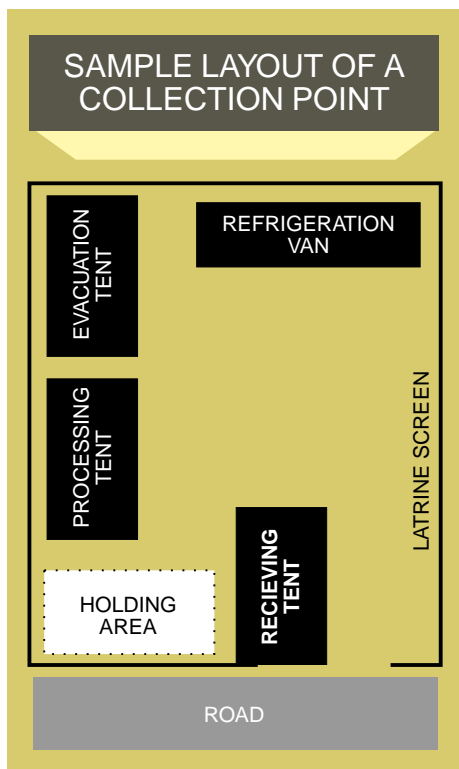 SAMPLE LAYOUT OF A
COLLECTION POINT
EVACUATION
TENT
REFRIGERATION
VAN
PROCESSING
TENT
LATRINE SCREEN
HOLDING
AREA
RECIEVING
TENT
ROAD